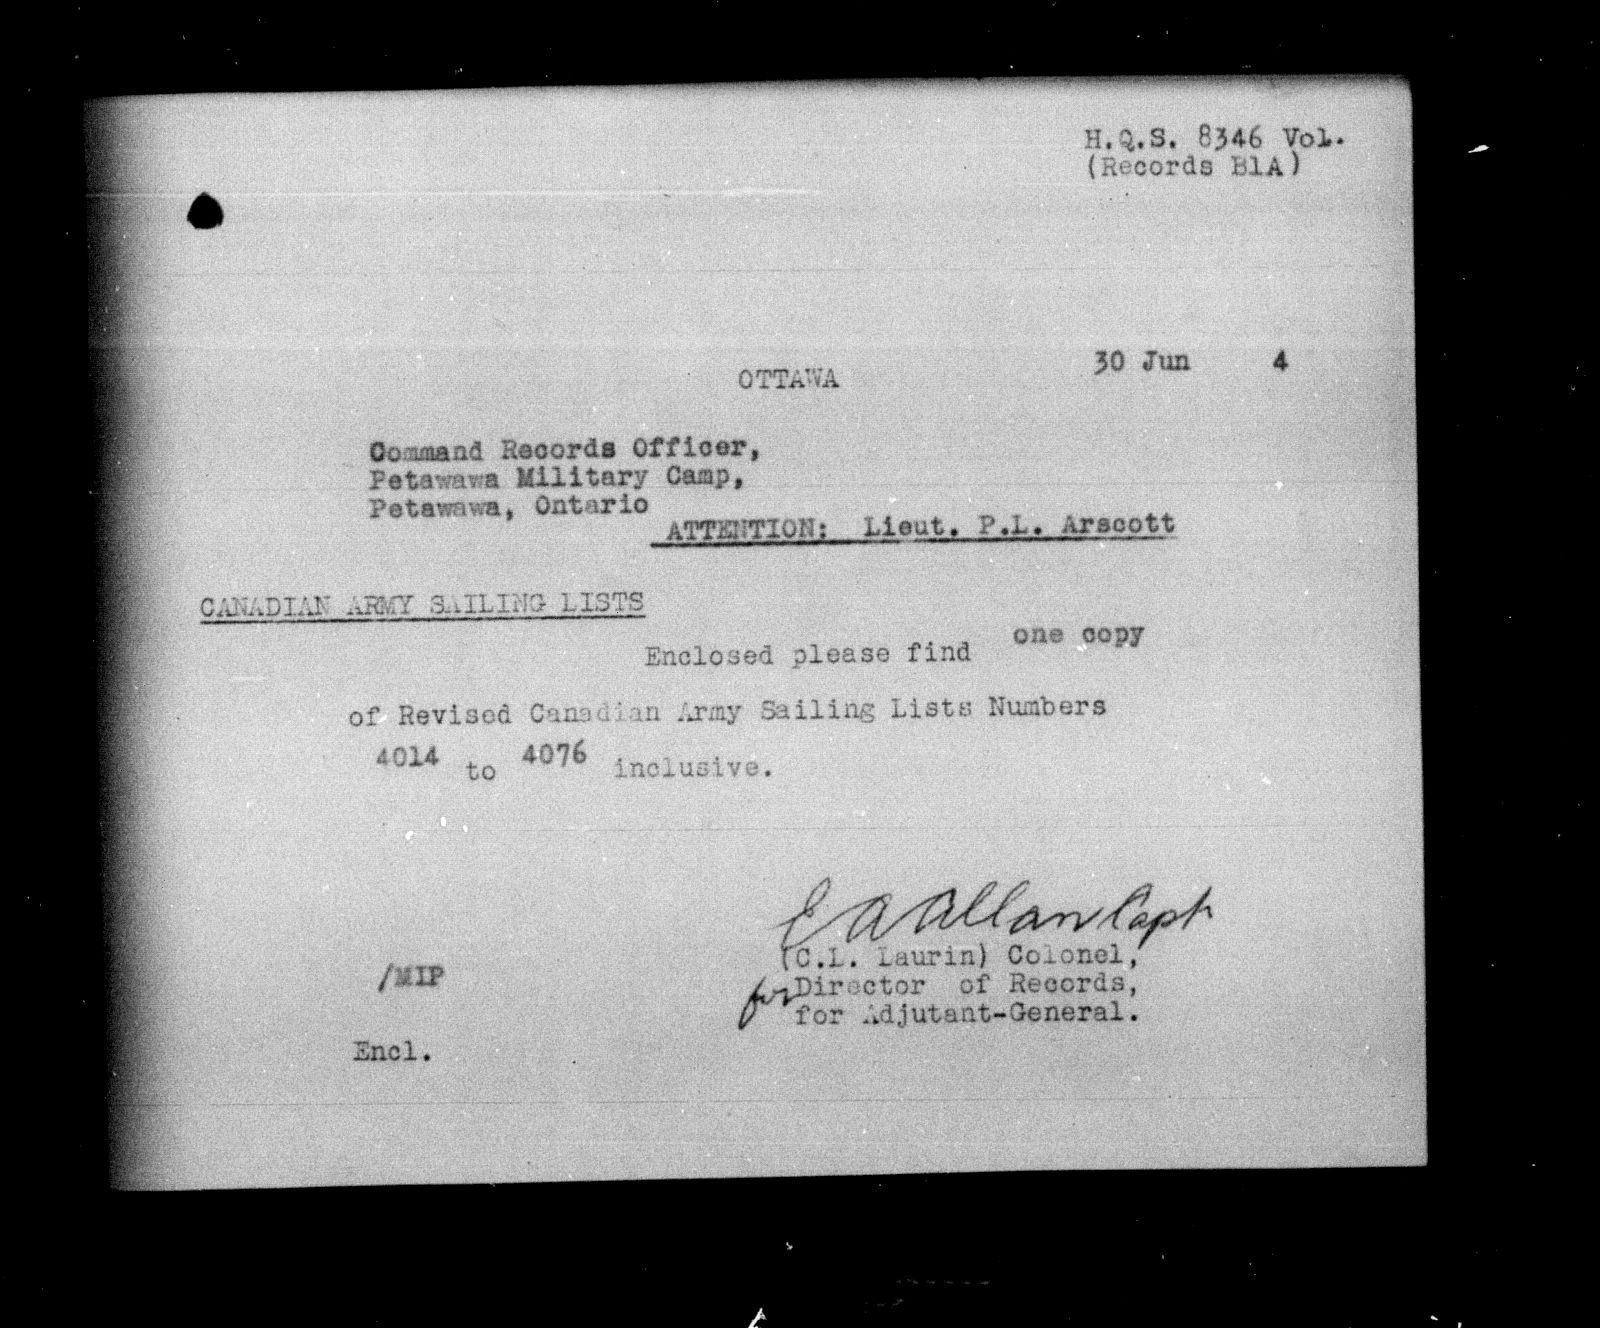 H.Q.S. 8346 Vol.
(Records B1A)
OTTAWA 30 Jun 4
Command Records Officer,
Petawawa Military Camp,
Petawawa, Ontario
ATTENTION: Lieut. P.L. Arscott
CANADIAN ARMY SAILING LISTS
Enclosed please find one copy
of Revised Canadian Army Sailing Lists Numbers
4014 to 4076 inclusive.
E A Allan Capt
(C.L. Laurin) Colonel,
/MIP for Director of Records,
for Adjutant-General.
Encl.